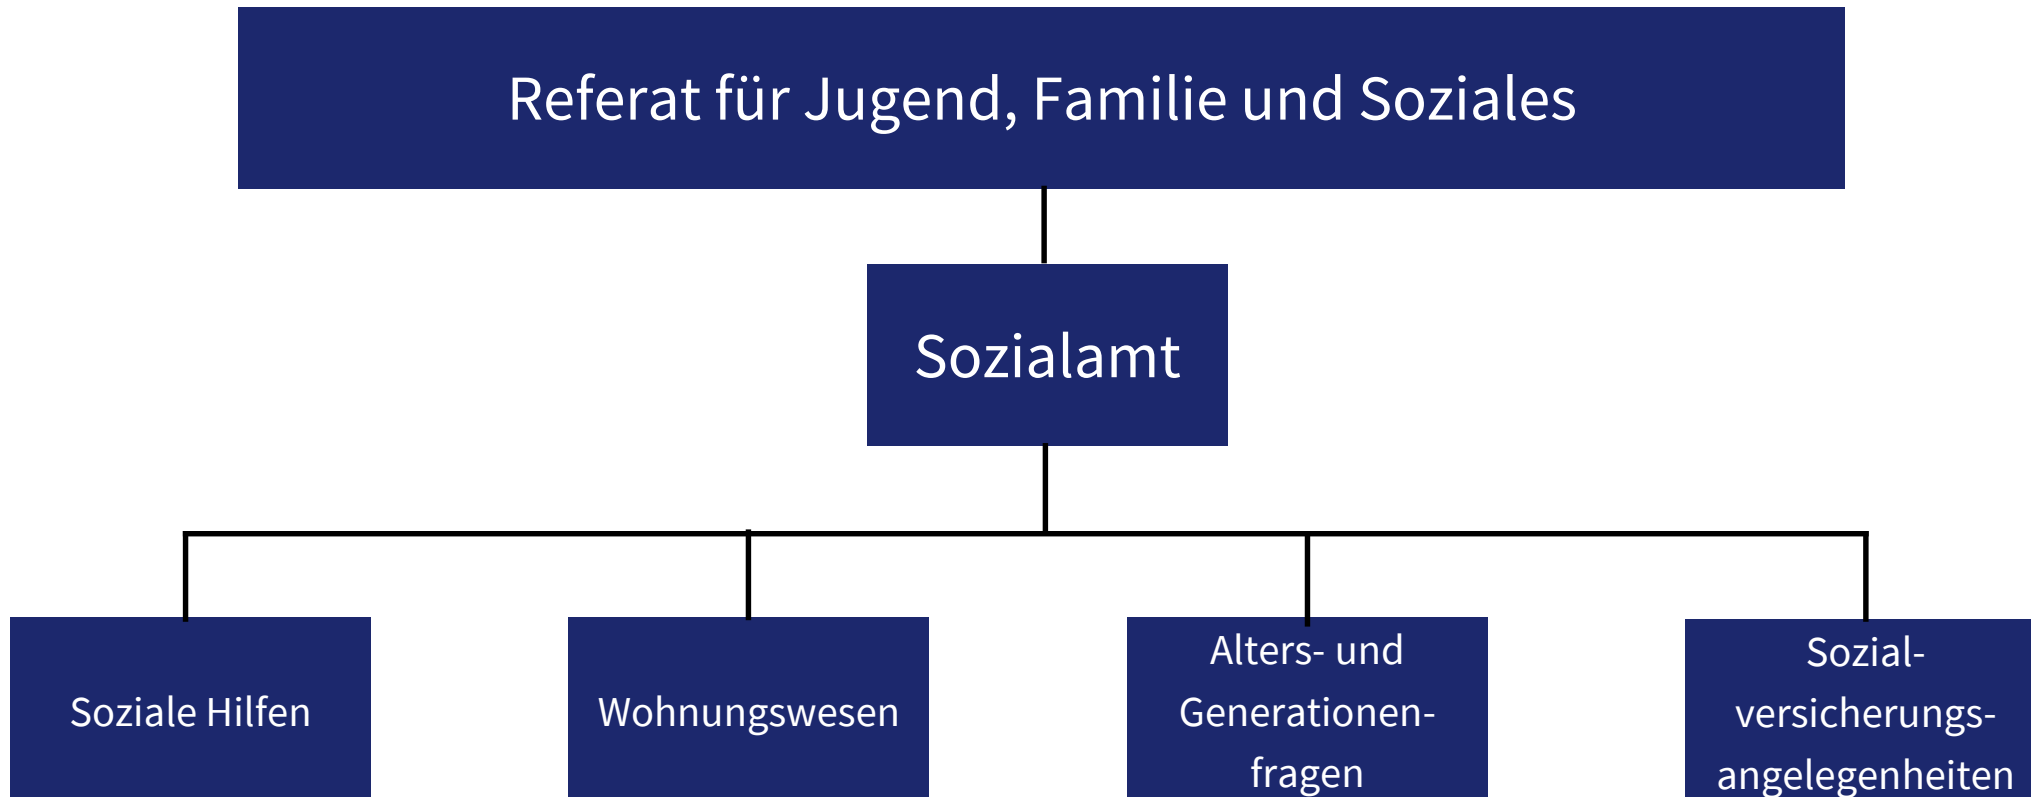 Referat für Jugend, Familie und Soziales
Sozialamt
Soziale Hilfen
Wohnungswesen
Alters- und
Generationen-
fragen
Sozial-
versicherungs-
angelegenheiten